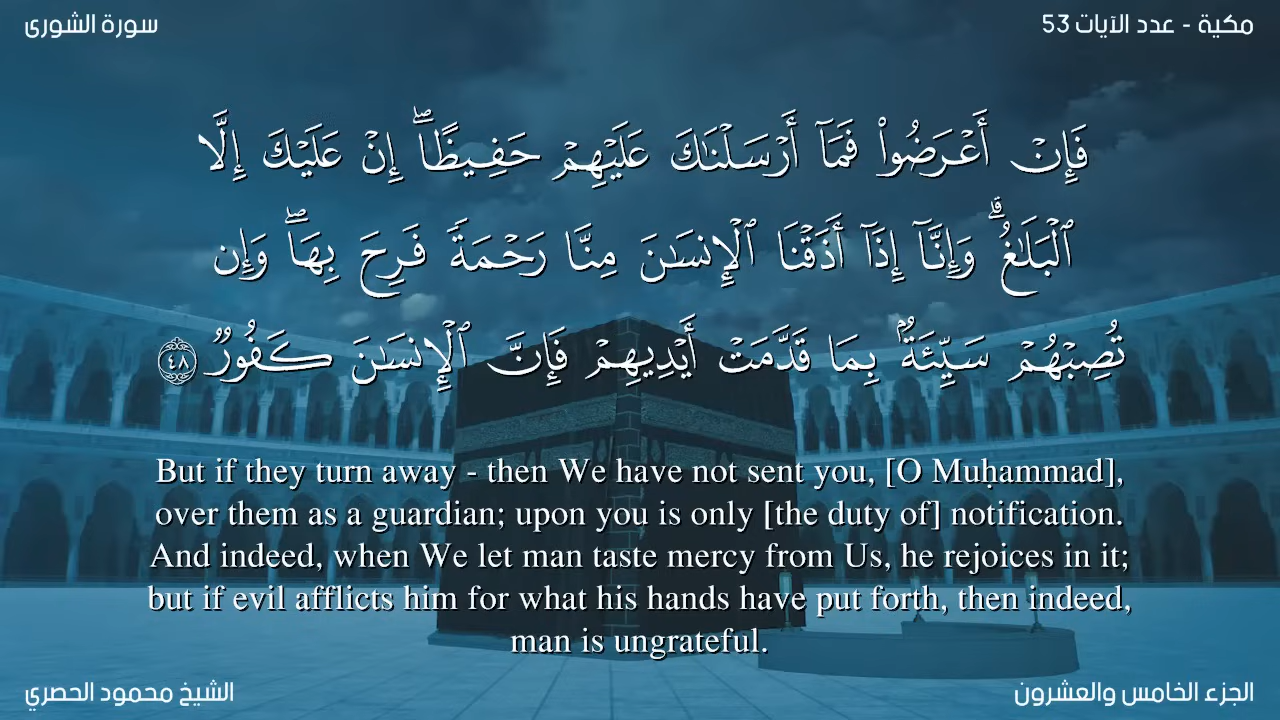 مكية - عدد الآيات 53
سورة الشورى
فَإِنْ أَعْرَضُوا۟ فَمَآ أَرْسَلْنَـٰكَ عَلَيْهِمْ حَفِيظًا ۖ إِنْ عَلَيْكَ إِلَّا
ٱلْبَلَـٰغُ ۗ وَإِنَّآ إِذَآ أَذَقْنَا ٱلْإِنسَـٰنَ مِنَّا رَحْمَةً فَرِحَ بِهَا ۖ وَإِن
تُصِبْهُمْ سَيِّئَةٌۢ بِمَا قَدَّمَتْ أَيْدِيهِمْ فَإِنَّ ٱلْإِنسَـٰنَ كَفُورٌ ٤٨
But if they turn away - then We have not sent you, [O Muḥammad],
over them as a guardian; upon you is only [the duty of] notification.
And indeed, when We let man taste mercy from Us, he rejoices in it;
but if evil afflicts him for what his hands have put forth, then indeed,
man is ungrateful.
الجزء الخامس والعشرون
الشيخ محمود الحصري